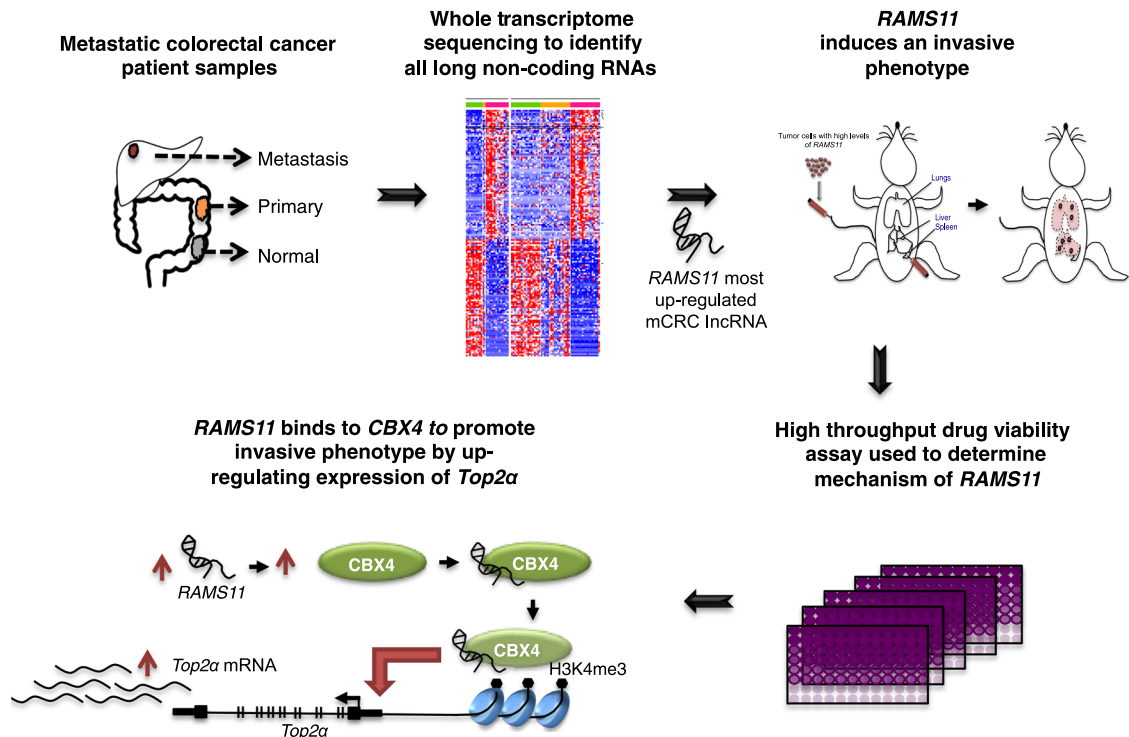 Metastatic colorectal cancer
patient samples
Metastasis
Primary
Normal
Whole transcriptome
sequencing to identify
all long non-coding RNAs
RAMS11 most
up-regulated
mCRC lncRNA
RAMS11
induces an invasive
phenotype
Tumor cells with high levels
of RAMS11
Lungs
Liver
Spleen
High throughput drug viability
assay used to determine
mechanism of RAMS11
RAMS11 binds to CBX4 to promote
invasive phenotype by up-
regulating expression of Top2α
RAMS11
CBX4
CBX4
CBX4
H3K4me3
Top2α mRNA
Top2α